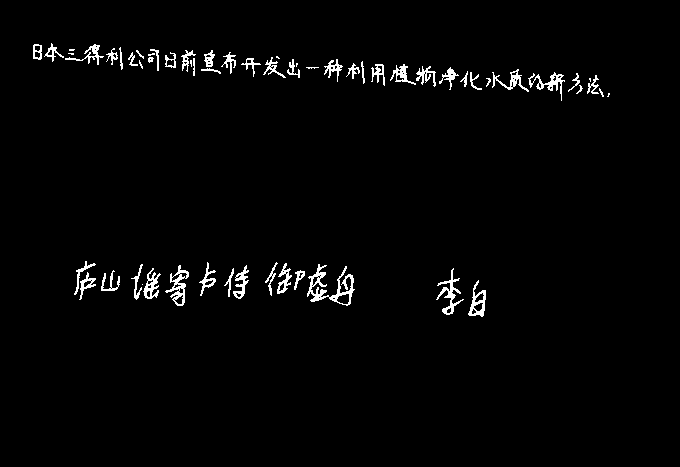 日本三得利公司日前宣布开发出一种利用植物净化水质的新方法.
庐山谣寄卢侍御虚舟 李白